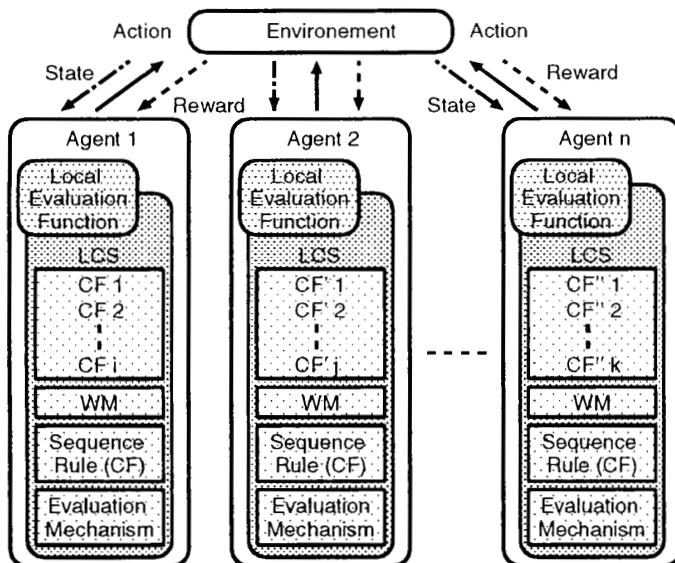 Action
Environement
Action
State
Reward
Reward
State
Agent 1
Local
Evaluation
Function
LCS
CF 1
CF 2
CF i
WM
Sequence
Rule (CF)
Evaluation
Mechanism
Agent 2
Local
Evaluation
Function
LCS
CF' 1
CF' 2
CF' j
WM
Sequence
Rule (CF)
Evaluation
Mechanism
Agent n
Local
Evaluation
Function
LCS
CF'' 1
CF'' 2
CF'' k
WM
Sequence
Rule (CF)
Evaluation
Mechanism